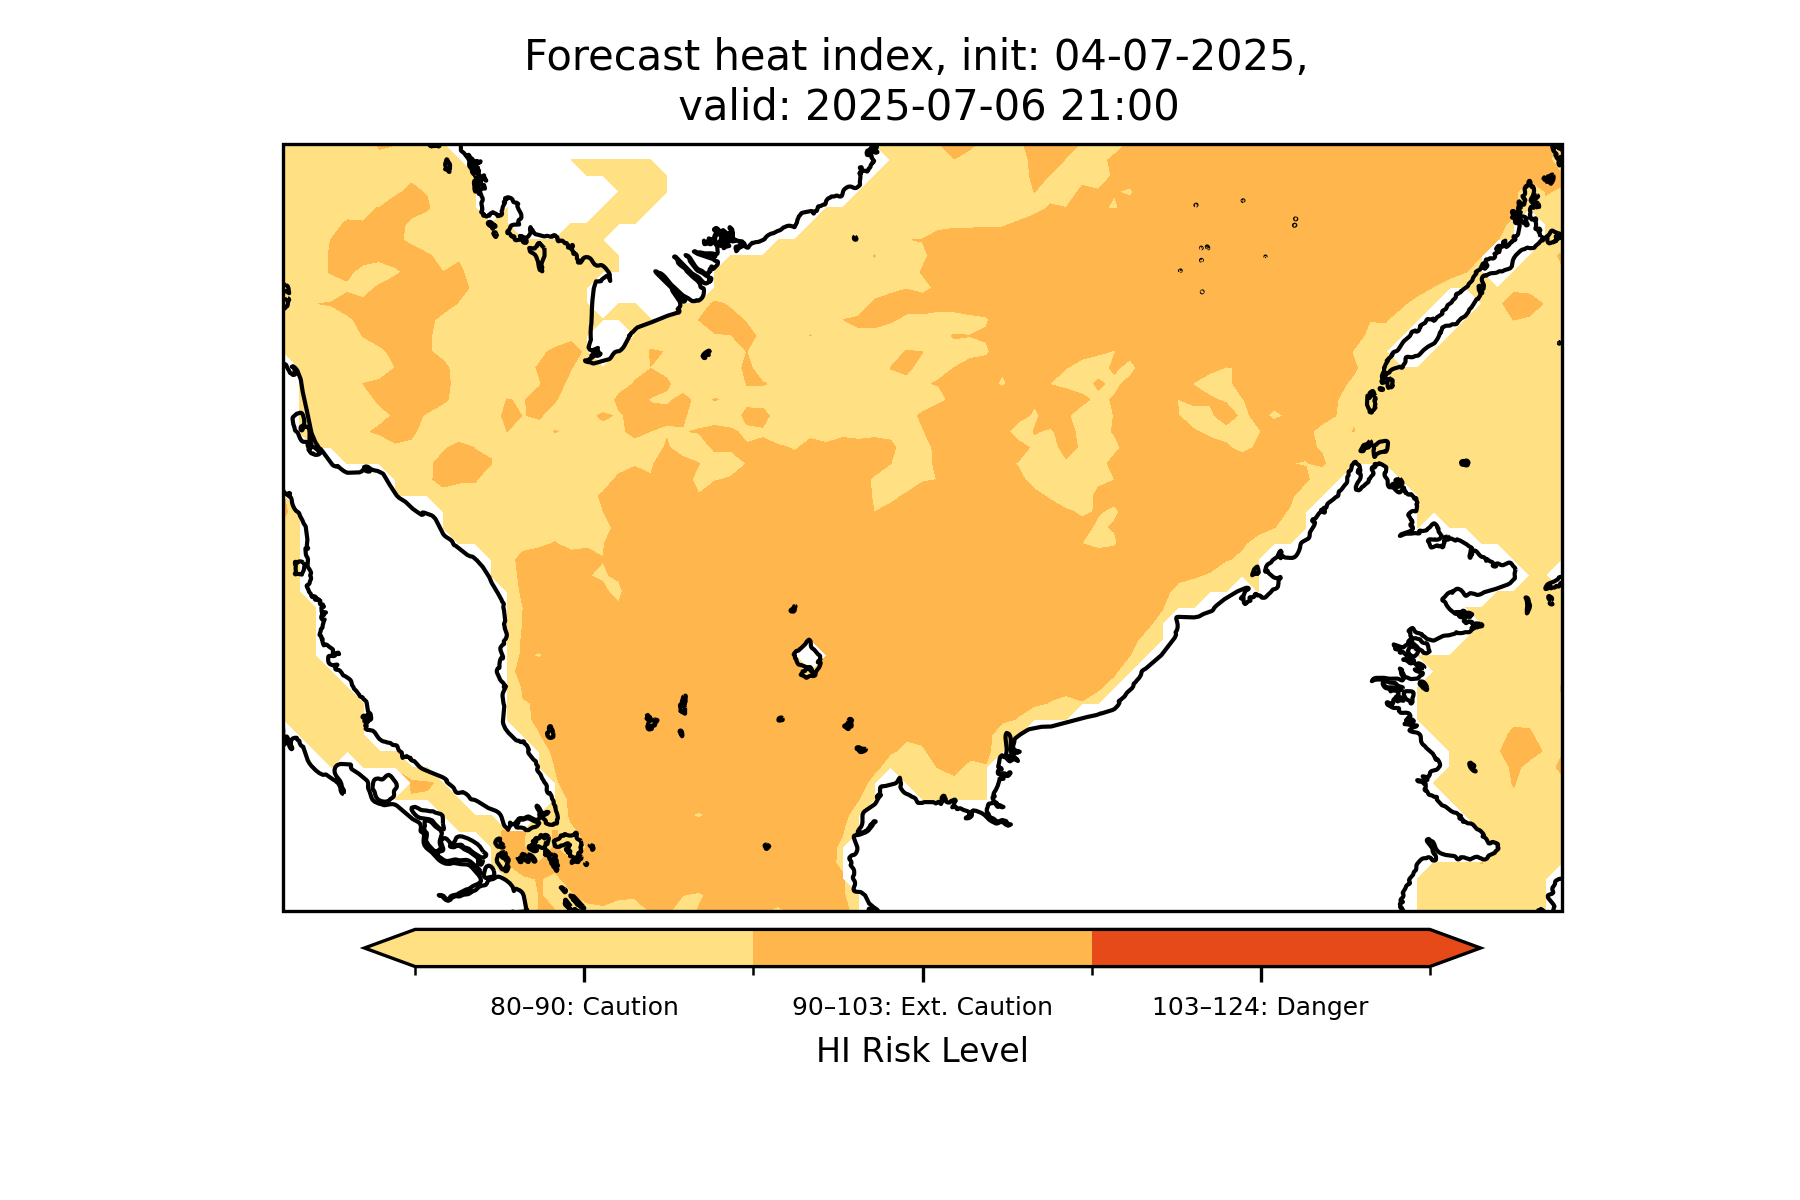 Forecast heat index, init: 04-07-2025,
valid: 2025-07-06 21:00
80–90: Caution
90–103: Ext. Caution
103–124: Danger
HI Risk Level